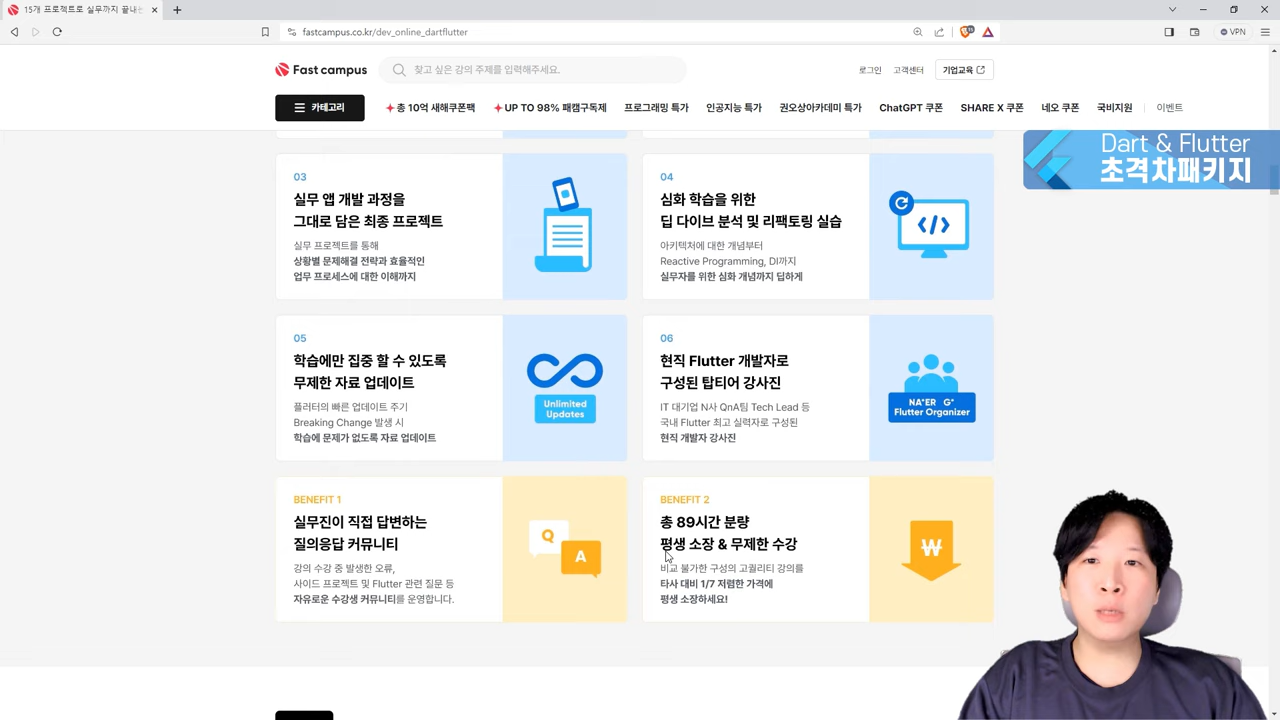 15개 프로젝트로 실무까지 끝내는
fastcampus.co.kr/dev_online_dartflutter
VPN
Fast campus
찾고 싶은 강의 주제를 입력해주세요.
로그인
고객센터
기업교육
카테고리
총 10억 새해쿠폰팩
UP TO 98% 패캠구독제
프로그래밍 특가
인공지능 특가
권오상아카데미 특가
ChatGPT 쿠폰
SHARE X 쿠폰
네오 쿠폰
국비지원
이벤트
Dart & Flutter
초격차패키지
03
실무 앱 개발 과정을
그대로 담은 최종 프로젝트
실무 프로젝트를 통해
상황별 문제해결 전략과 효율적인
업무 프로세스에 대한 이해까지
04
심화 학습을 위한
딥 다이브 분석 및 리팩토링 실습
아키텍처에 대한 개념부터
Reactive Programming, DI까지
실무자를 위한 심화 개념까지 딥하게
</>
05
학습에만 집중 할 수 있도록
무제한 자료 업데이트
플러터의 빠른 업데이트 주기
Breaking Change 발생 시
학습에 문제가 없도록 자료 업데이트
Unlimited
Updates
06
현직 Flutter 개발자로
구성된 탑티어 강사진
IT 대기업 N사 QnA팀 Tech Lead 등
국내 Flutter 최고 실력자로 구성된
현직 개발자 강사진
NA*ER G*
Flutter Organizer
BENEFIT 1
실무진이 직접 답변하는
질의응답 커뮤니티
강의 수강 중 발생한 오류,
사이드 프로젝트 및 Flutter 관련 질문 등
자유로운 수강생 커뮤니티를 운영합니다.
Q
A
BENEFIT 2
총 89시간 분량
평생 소장 & 무제한 수강
비교 불가한 구성의 고퀄리티 강의를
타사 대비 1/7 저렴한 가격에
평생 소장하세요!
₩